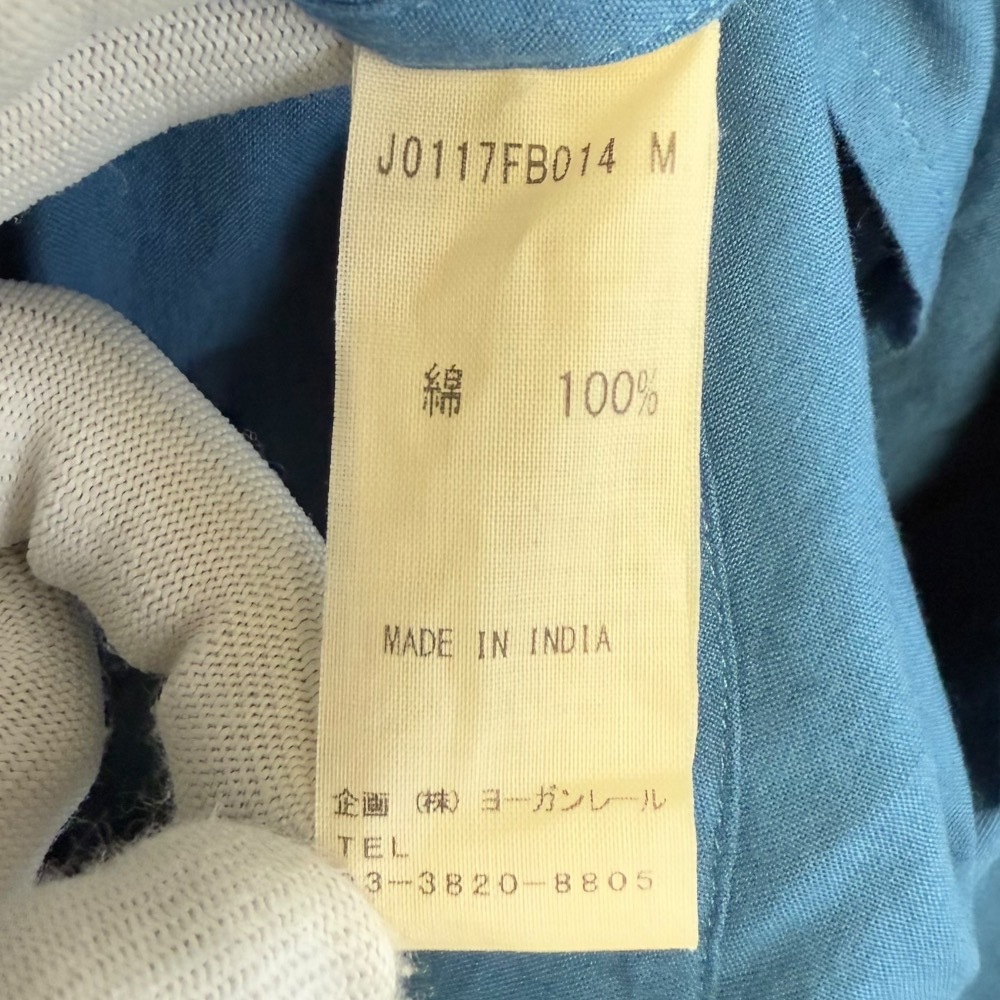 J0117FB014 M
綿 100%
MADE IN INDIA
企画 (株) ヨーガンレール
TEL
03-3820-8805